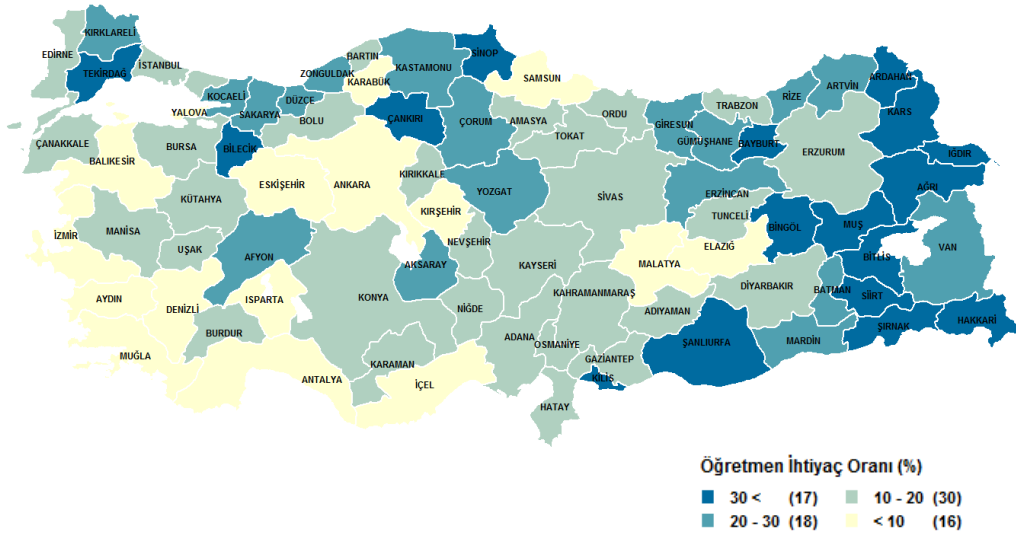 KIRKLARELİ
EDİRNE
TEKİRDAĞ
İSTANBUL
BARTIN
ZONGULDAK
KARABÜK
KASTAMONU
SİNOP
SAMSUN
KOCAELİ
YALOVA
SAKARYA
DÜZCE
BOLU
ÇANKIRI
ÇORUM
AMASYA
ORDU
TOKAT
GİRESUN
TRABZON
GÜMÜŞHANE
BAYBURT
RİZE
ARTVİN
ARDAHAN
KARS
IĞDIR
ÇANAKKALE
BALIKESİR
BURSA
BİLECİK
ESKİŞEHİR
ANKARA
KIRIKKALE
YOZGAT
SİVAS
ERZİNCAN
ERZURUM
AĞRI
KÜTAHYA
KIRŞEHİR
TUNCELİ
BİNGÖL
MUŞ
İZMİR
MANİSA
UŞAK
AFYON
AKSARAY
NEVŞEHİR
KAYSERİ
MALATYA
ELAZIĞ
BİTLİS
VAN
AYDIN
DENİZLİ
ISPARTA
BURDUR
KONYA
NİĞDE
KAHRAMANMARAŞ
ADIYAMAN
DİYARBAKIR
BATMAN
SİİRT
ŞIRNAK
HAKKARİ
MUĞLA
ANTALYA
KARAMAN
İÇEL
ADANA
OSMANİYE
GAZİANTEP
KİLİS
ŞANLIURFA
MARDİN
HATAY
Öğretmen İhtiyaç Oranı (%)
30 < (17) 10 - 20 (30)
20 - 30 (18) < 10 (16)